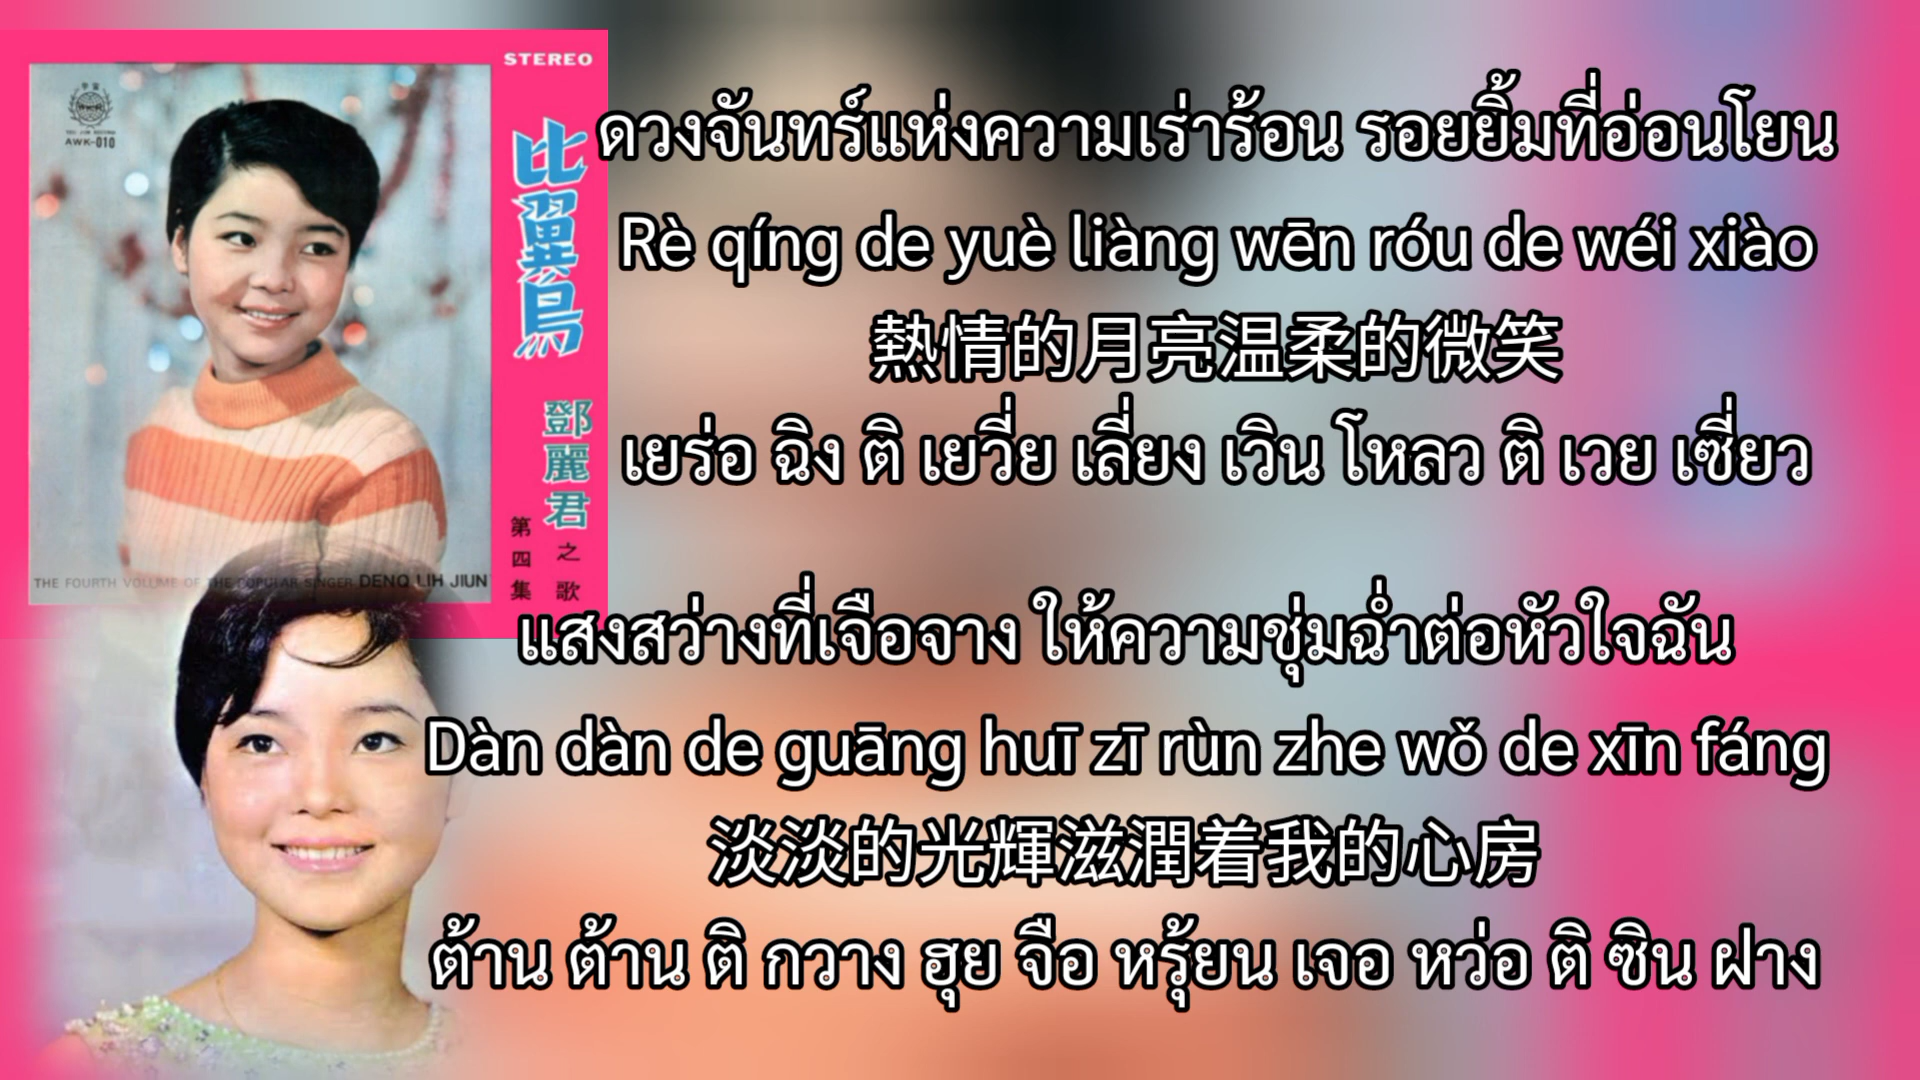 STEREO
AWK-010
比翼鳥
鄧麗君
之歌
第四集
THE FOURTH VOLUME OF THE POPULAR SINGER DENQ LIH JIUN
ดวงจันทร์แห่งความเร่าร้อน รอยยิ้มที่อ่อนโยน
Rè qíng de yuè liàng wēn róu de wéi xiào
熱情的月亮温柔的微笑
เยร่อ ฉิง ติ เยวี่ย เลี่ยง เวิน โหลว ติ เวย เซี่ยว
แสงสว่างที่เจือจาง ให้ความชุ่มฉ่ำต่อหัวใจฉัน
Dàn dàn de guāng huī zī rùn zhe wǒ de xīn fáng
淡淡的光輝滋潤着我的心房
ต้าน ต้าน ติ กวาง ฮุย จือ หรุ้ยน เจอ หว่อ ติ ซิน ฝาง